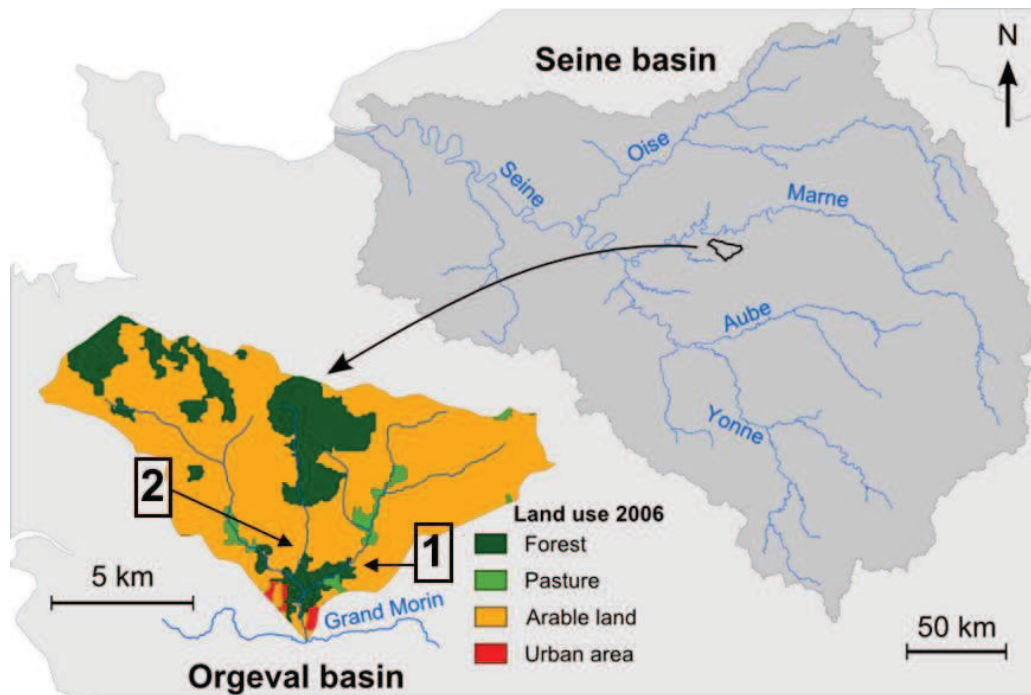 Seine basin
N
Oise
Seine
Marne
Aube
Yonne
2
1
5 km
Land use 2006
Forest
Pasture
Arable land
Urban area
Grand Morin
50 km
Orgeval basin